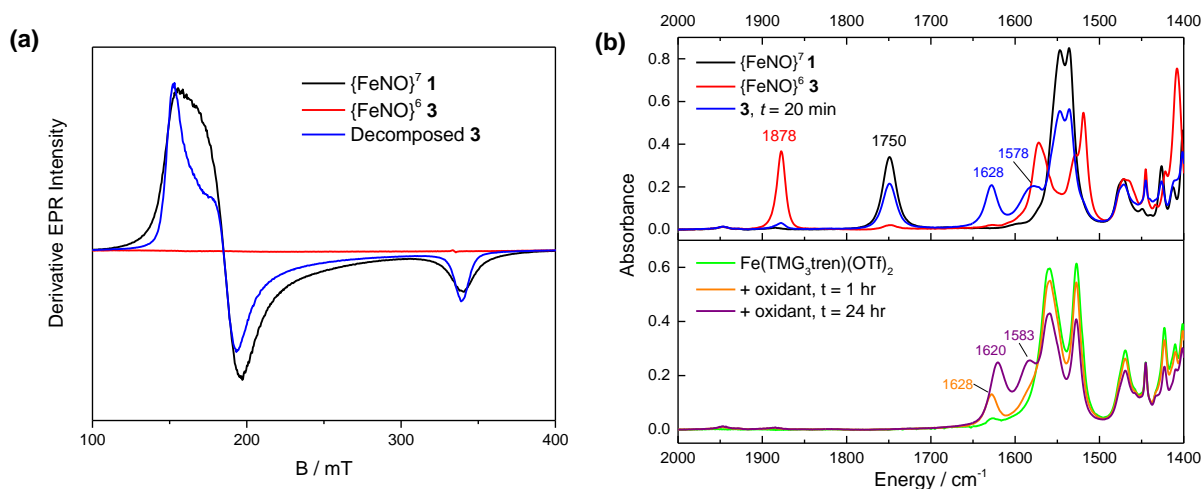 (a)
Derivative EPR Intensity
{FeNO}⁷ 1
{FeNO}⁶ 3
Decomposed 3
100 200 300 400
B / mT
(b)
2000 1900 1800 1700 1600 1500 1400
Absorbance
0.8
0.6
0.4
0.2
0.0
{FeNO}⁷ 1
{FeNO}⁶ 3
3, t = 20 min
1878
1750
1628
1578
0.6
0.4
0.2
0.0
Fe(TMG₃tren)(OTf)₂
+ oxidant, t = 1 hr
+ oxidant, t = 24 hr
1620
1583
1628
2000 1900 1800 1700 1600 1500 1400
Energy / cm⁻¹